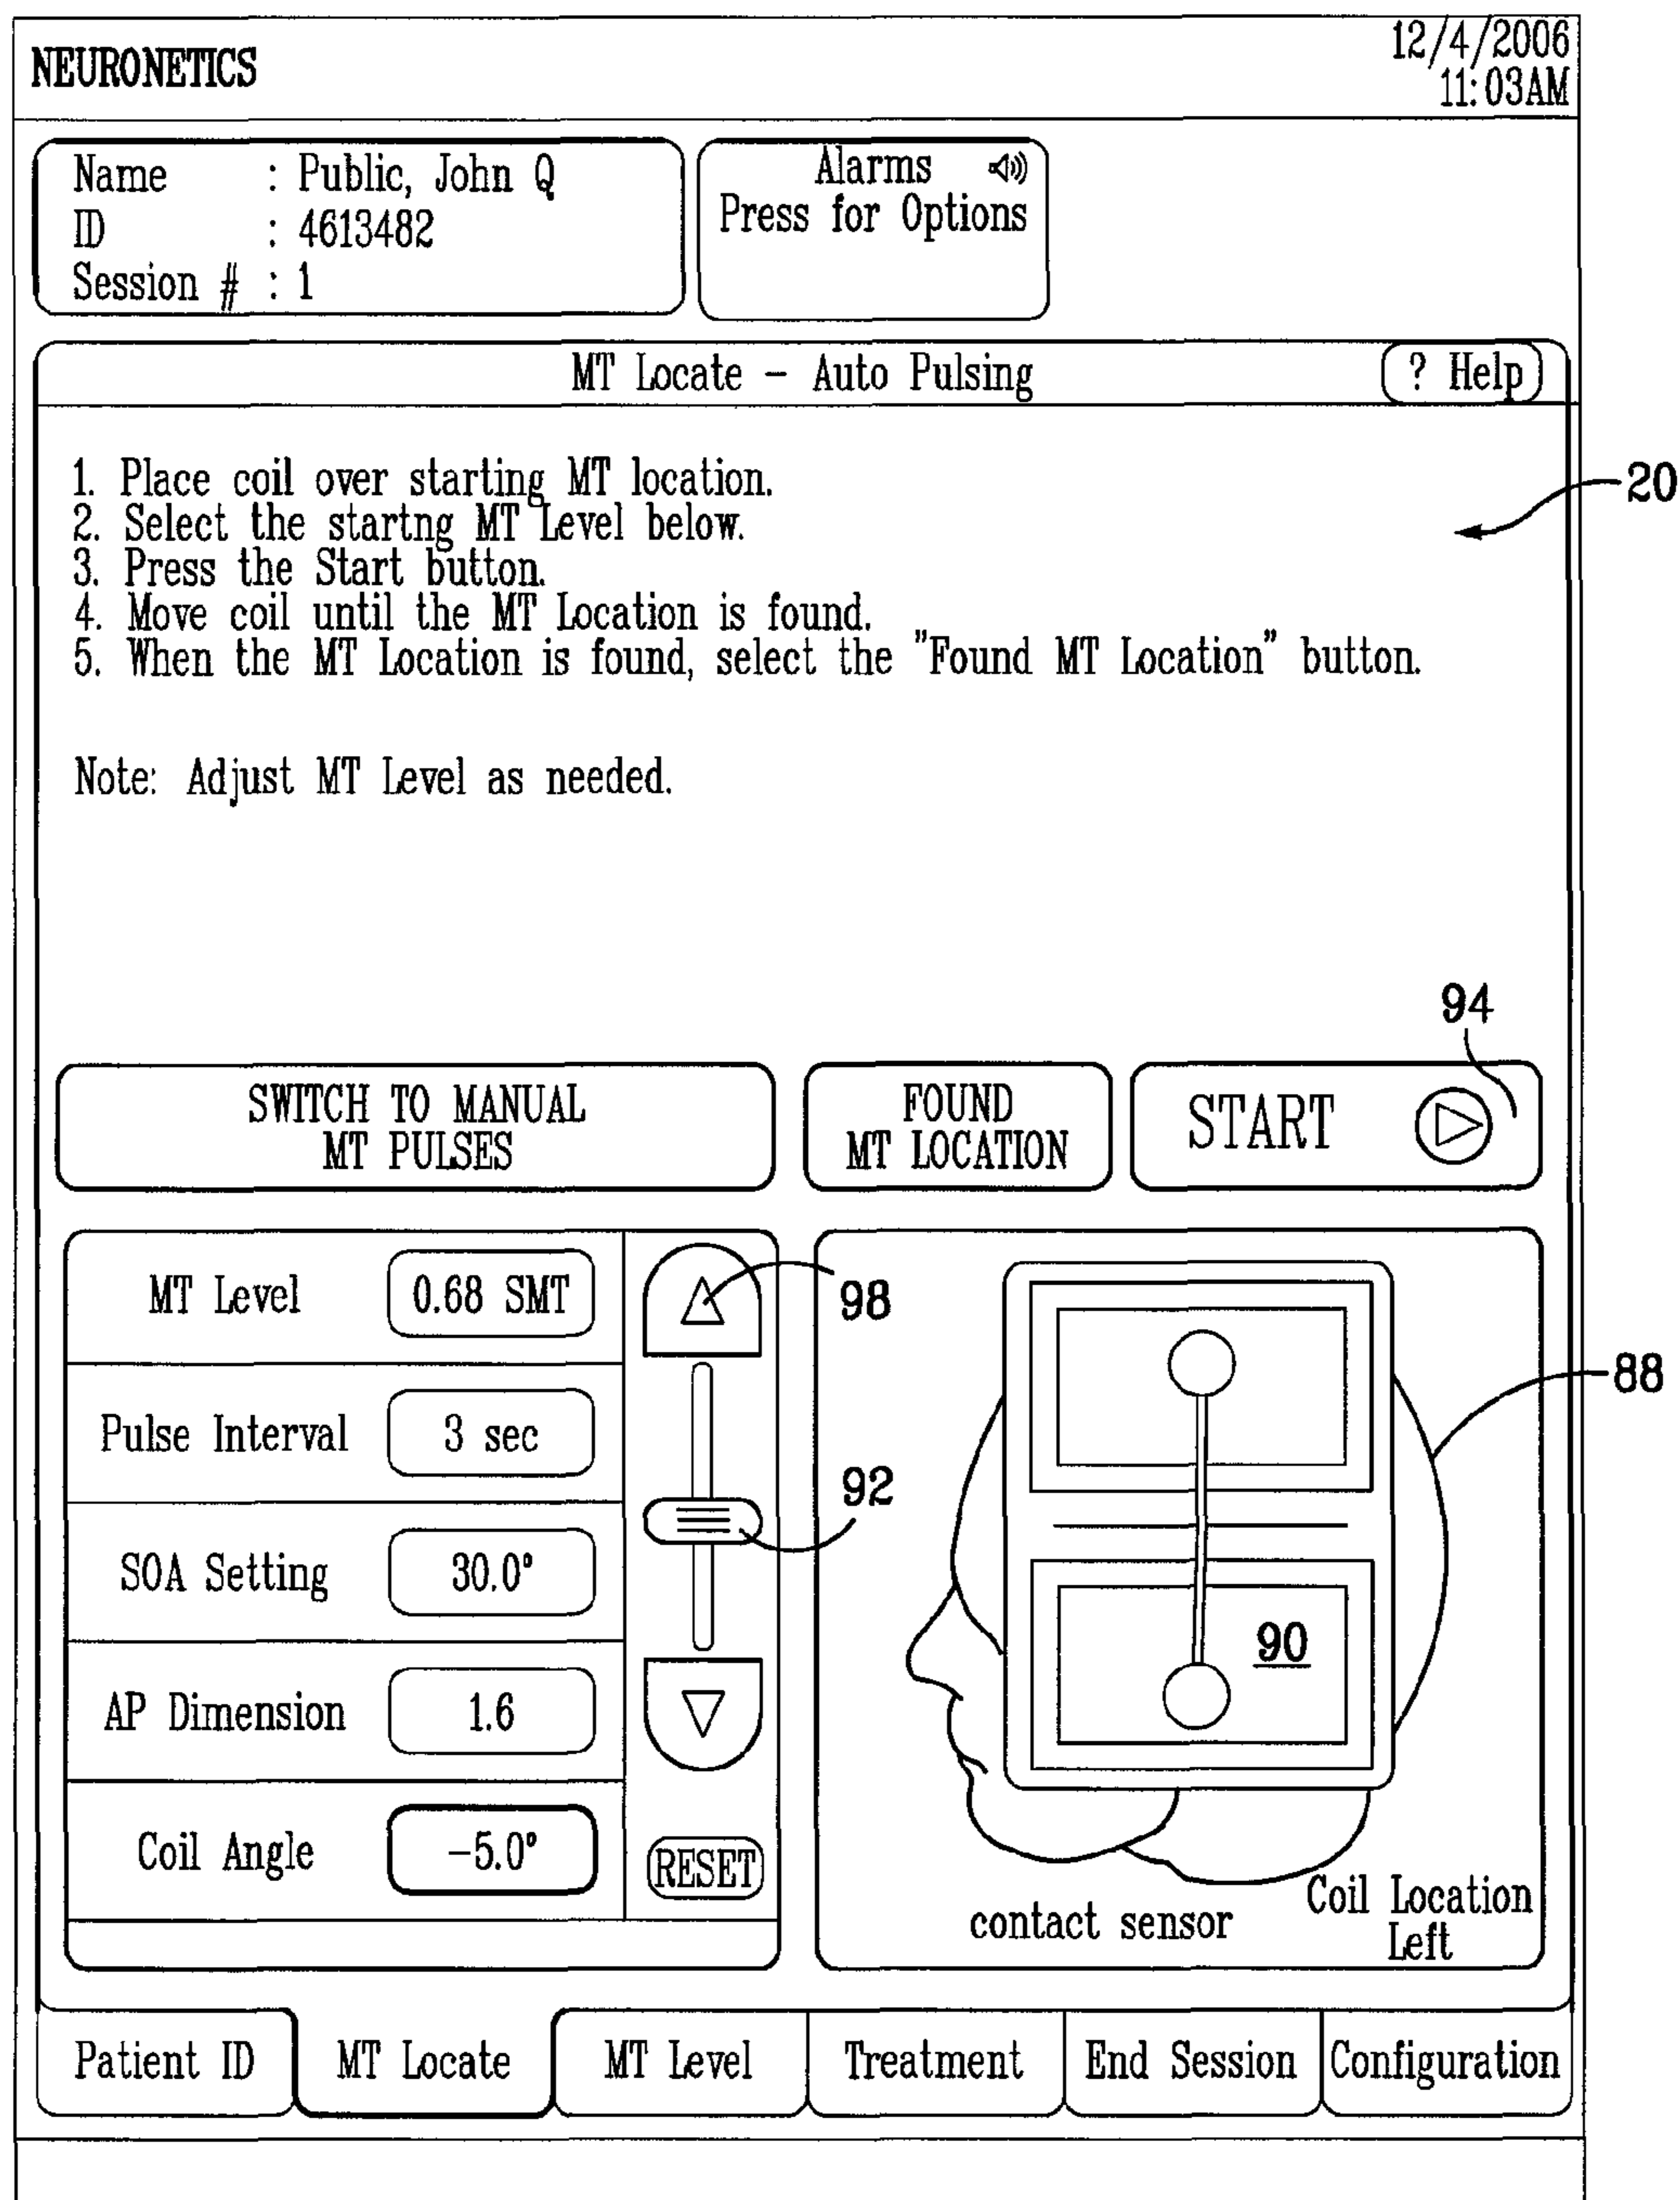 NEURONETICS
12/4/2006
11:03AM
Name : Public, John Q
ID : 4613482
Session # : 1
Alarms
Press for Options
MT Locate - Auto Pulsing
? Help
1. Place coil over starting MT location.
2. Select the startng MT Level below.
3. Press the Start button.
4. Move coil until the MT Location is found.
5. When the MT Location is found, select the "Found MT Location" button.
20
Note: Adjust MT Level as needed.
94
SWITCH TO MANUAL
MT PULSES
FOUND
MT LOCATION
START
MT Level 0.68 SMT
98
88
Pulse Interval 3 sec
92
SOA Setting 30.0°
90
AP Dimension 1.6
Coil Angle -5.0°
RESET
contact sensor
Coil Location
Left
Patient ID
MT Locate
MT Level
Treatment
End Session
Configuration